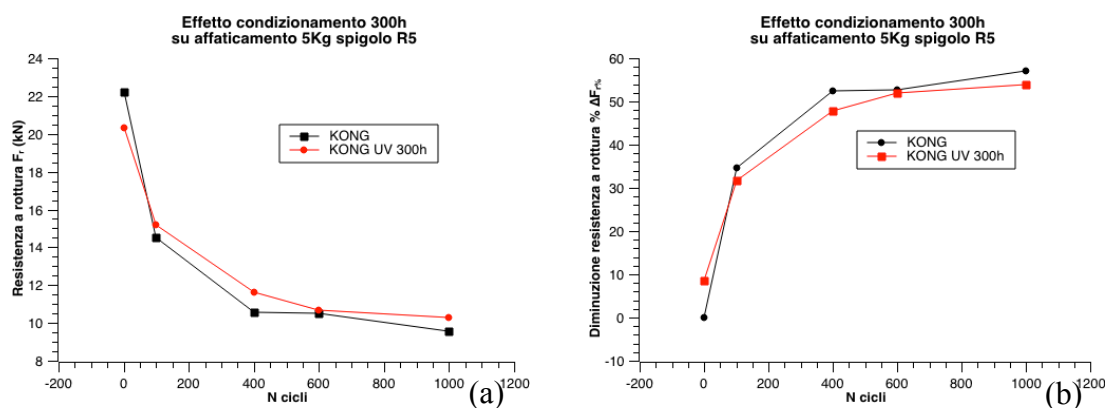 Effetto condizionamento 300h
su affaticamento 5Kg spigolo R5
24
22
20
18
16
14
12
10
8
Resistenza a rottura Fr (kN)
KONG
KONG UV 300h
-200 0 200 400 600 800 1000 1200
N cicli
(a)
Effetto condizionamento 300h
su affaticamento 5Kg spigolo R5
60
50
40
30
20
10
0
-10
Diminuzione resistenza a rottura % ΔFr%
KONG
KONG UV 300h
-200 0 200 400 600 800 1000 1200
N cicli
(b)